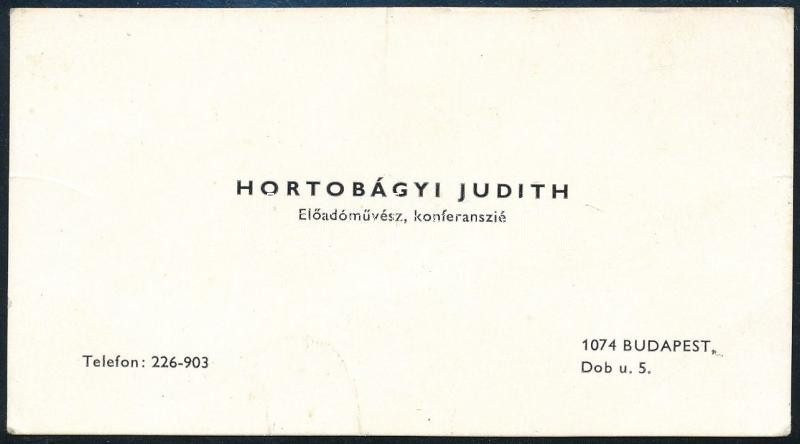 HORTOBÁGYI JUDITH
Előadóművész, konferanszié
Telefon: 226-903
1074 BUDAPEST,
Dob u. 5.